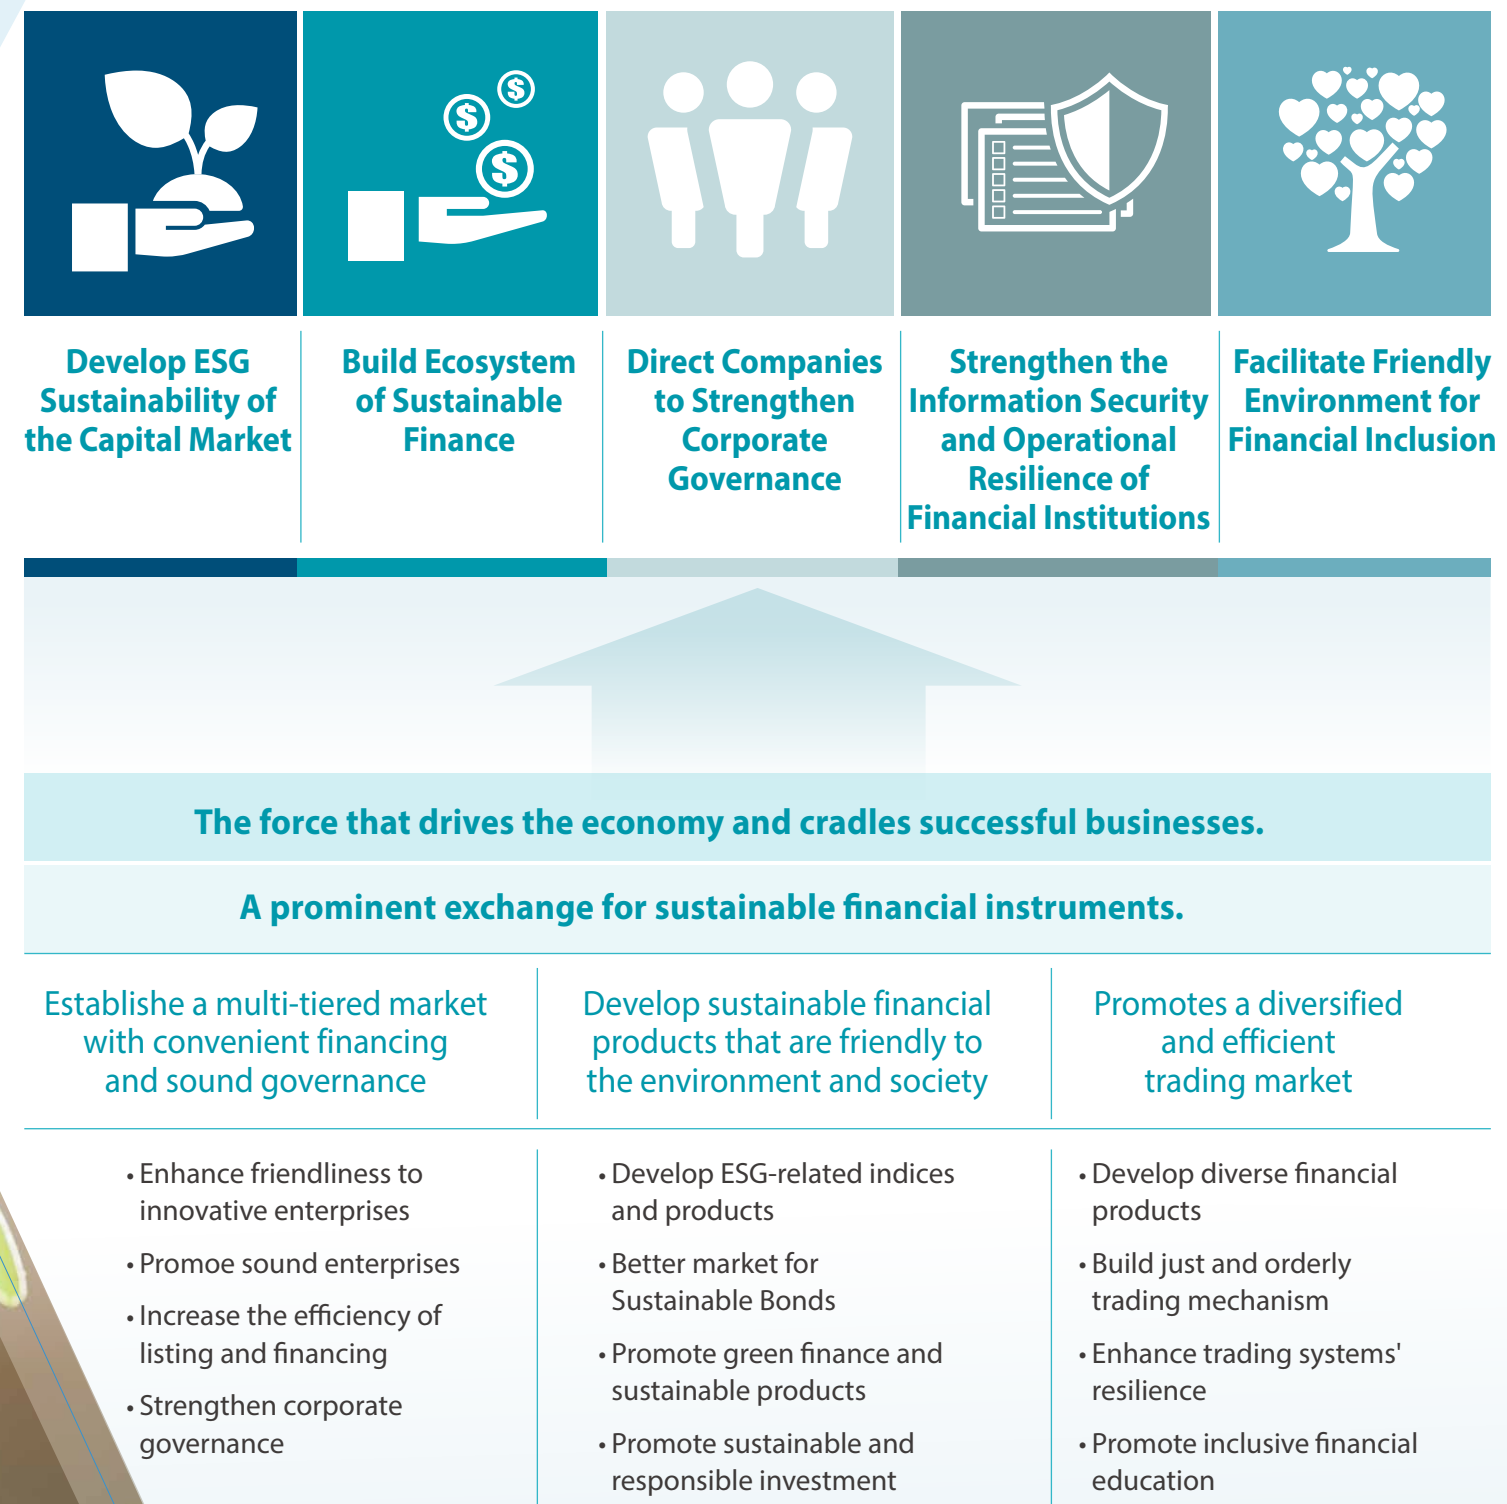 Develop ESG
Sustainability of
the Capital Market
Build Ecosystem
of Sustainable
Finance
Direct Companies
to Strengthen
Corporate
Governance
Strengthen the
Information Security
and Operational
Resilience of
Financial Institutions
Facilitate Friendly
Environment for
Financial Inclusion
The force that drives the economy and cradles successful businesses.
A prominent exchange for sustainable financial instruments.
Establishe a multi-tiered market
with convenient financing
and sound governance
Develop sustainable financial
products that are friendly to
the environment and society
Promotes a diversified
and efficient
trading market
• Enhance friendliness to
innovative enterprises
• Promoe sound enterprises
• Increase the efficiency of
listing and financing
• Strengthen corporate
governance
• Develop ESG-related indices
and products
• Better market for
Sustainable Bonds
• Promote green finance and
sustainable products
• Promote sustainable and
responsible investment
• Develop diverse financial
products
• Build just and orderly
trading mechanism
• Enhance trading systems'
resilience
• Promote inclusive financial
education